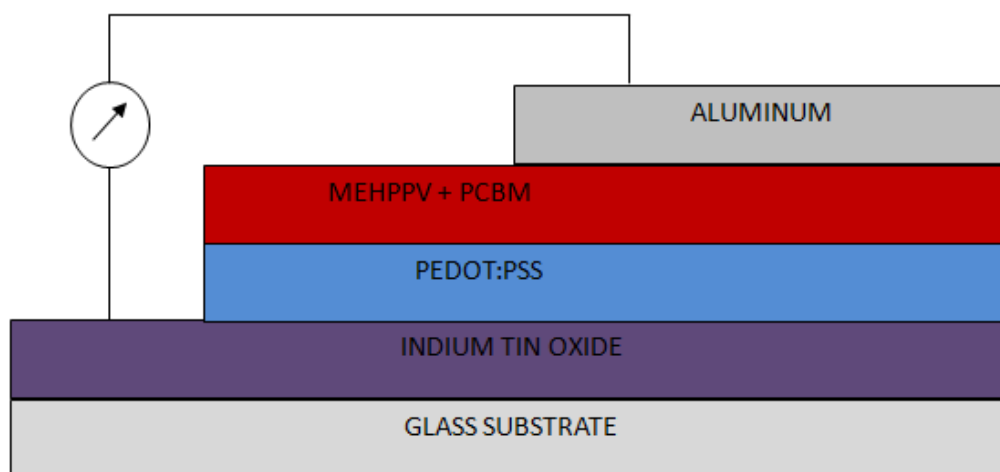 ALUMINUM
MEHPPV + PCBM
PEDOT:PSS
INDIUM TIN OXIDE
GLASS SUBSTRATE